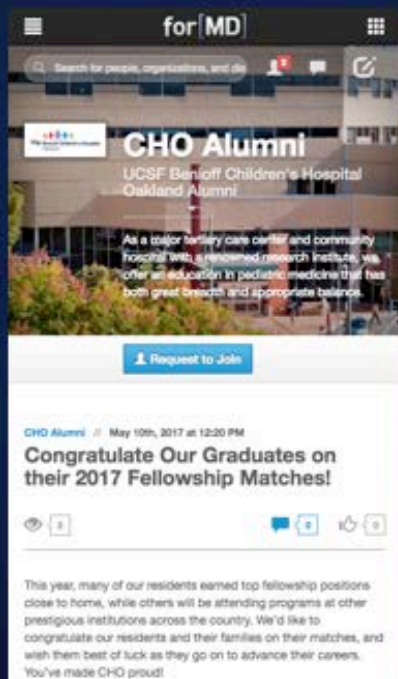 for[MD]
Search for people, organizations, and dis
CHO Alumni
UCSF Benioff Children's Hospital
Oakland Alumni
As a major tertiary care center and community
hospital with a renowned research institute, we
offer an education in pediatric medicine that has
both great breadth and appropriate balance.
Request to Join
CHO Alumni // May 10th, 2017 at 12:20 PM
Congratulate Our Graduates on
their 2017 Fellowship Matches!
This year, many of our residents earned top fellowship positions
close to home, while others will be attending programs at other
prestigious institutions across the country. We'd like to
congratulate our residents and their families on their matches, and
wish them best of luck as they go on to advance their careers.
You've made CHO proud!